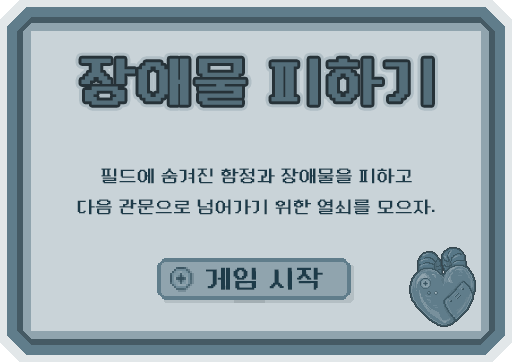 장애물 피하기
필드에 숨겨진 함정과 장애물을 피하고
다음 관문으로 넘어가기 위한 열쇠를 모으자.
게임 시작